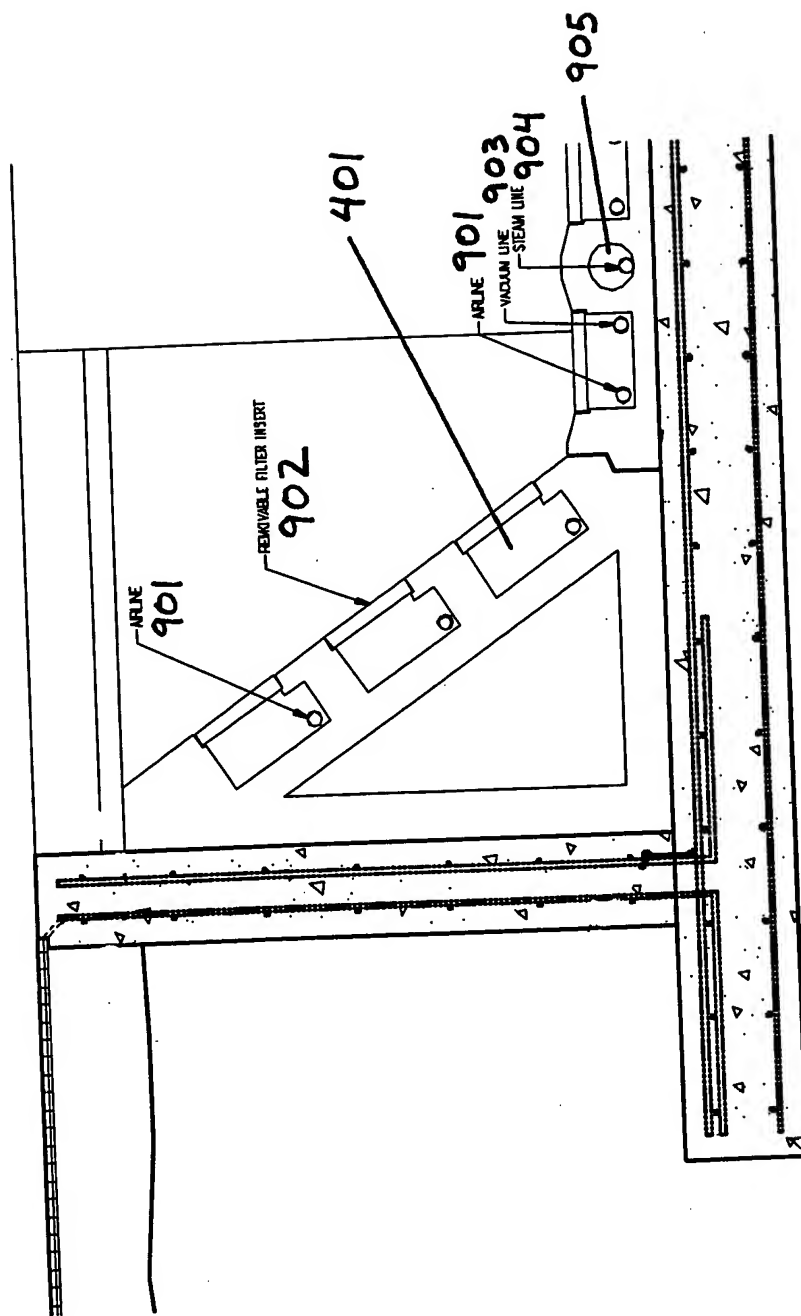 905
401
AIRLINE 901
VACUUM LINE 903
STEAM LINE 904
REMOVABLE FILTER INSERT
902
AIRLINE
901